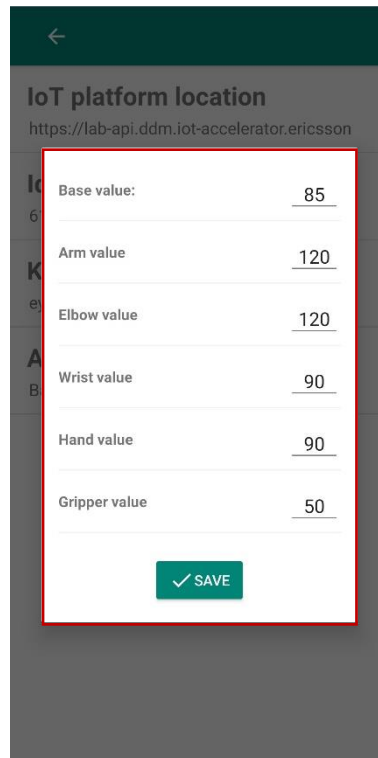 IoT platform location
https://lab-api.ddm.iot-accelerator.ericsson
Base value: 85
Arm value 120
Elbow value 120
Wrist value 90
Hand value 90
Gripper value 50
SAVE